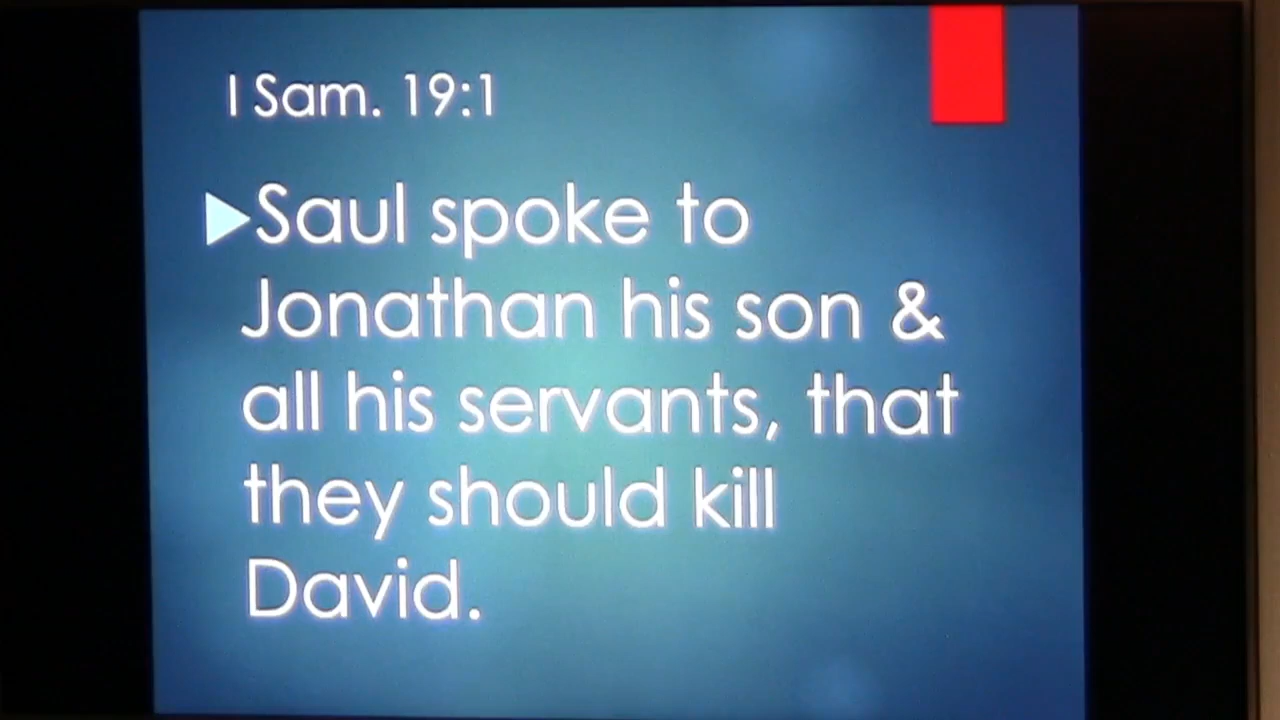 I Sam. 19:1
Saul spoke to
Jonathan his son &
all his servants, that
they should kill
David.